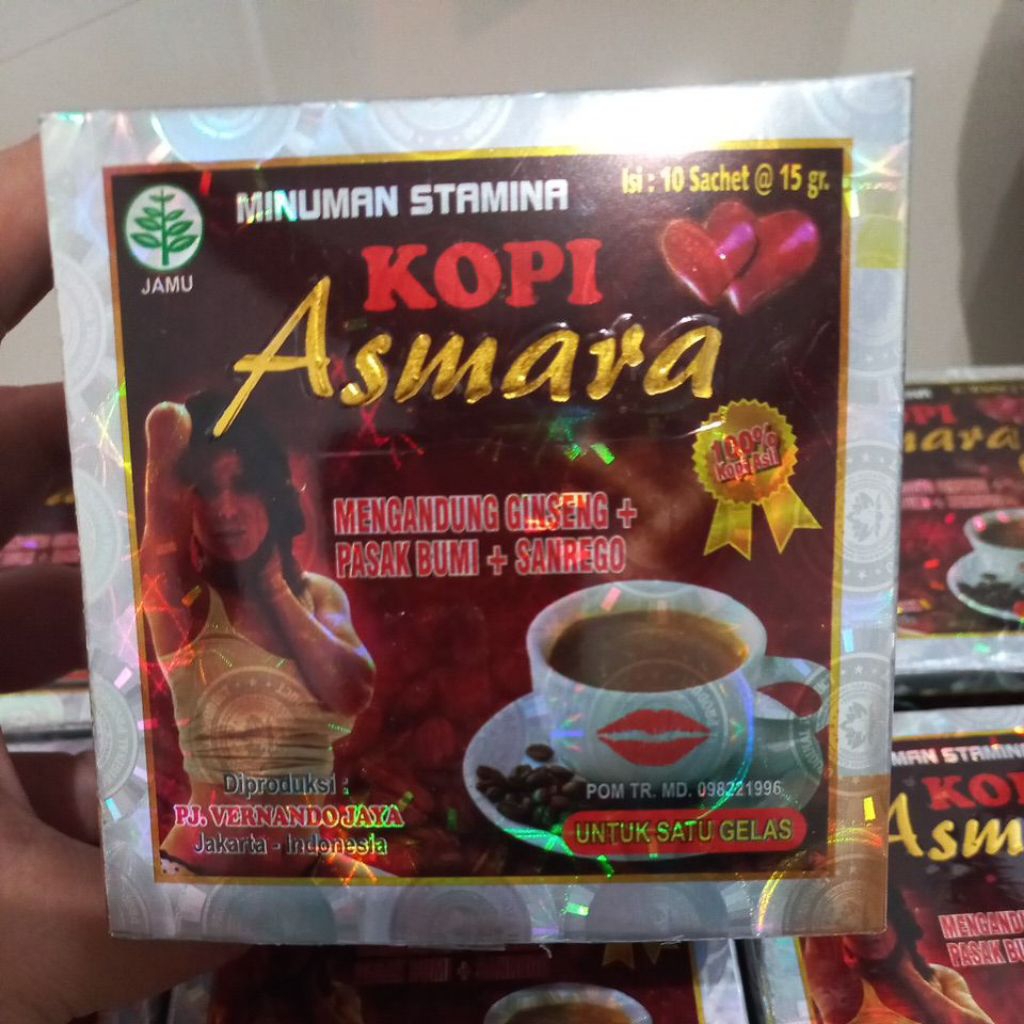 Isi : 10 Sachet @ 15 gr.
MINUMAN STAMINA
JAMU
KOPI
Asmara
100%
Kopi Asli
MENGANDUNG GINSENG +
PASAK BUMI + SANREGO
Diproduksi :
PJ. VERNANDO JAYA
Jakarta - Indonesia
POM TR. MD. 098221996
UNTUK SATU GELAS